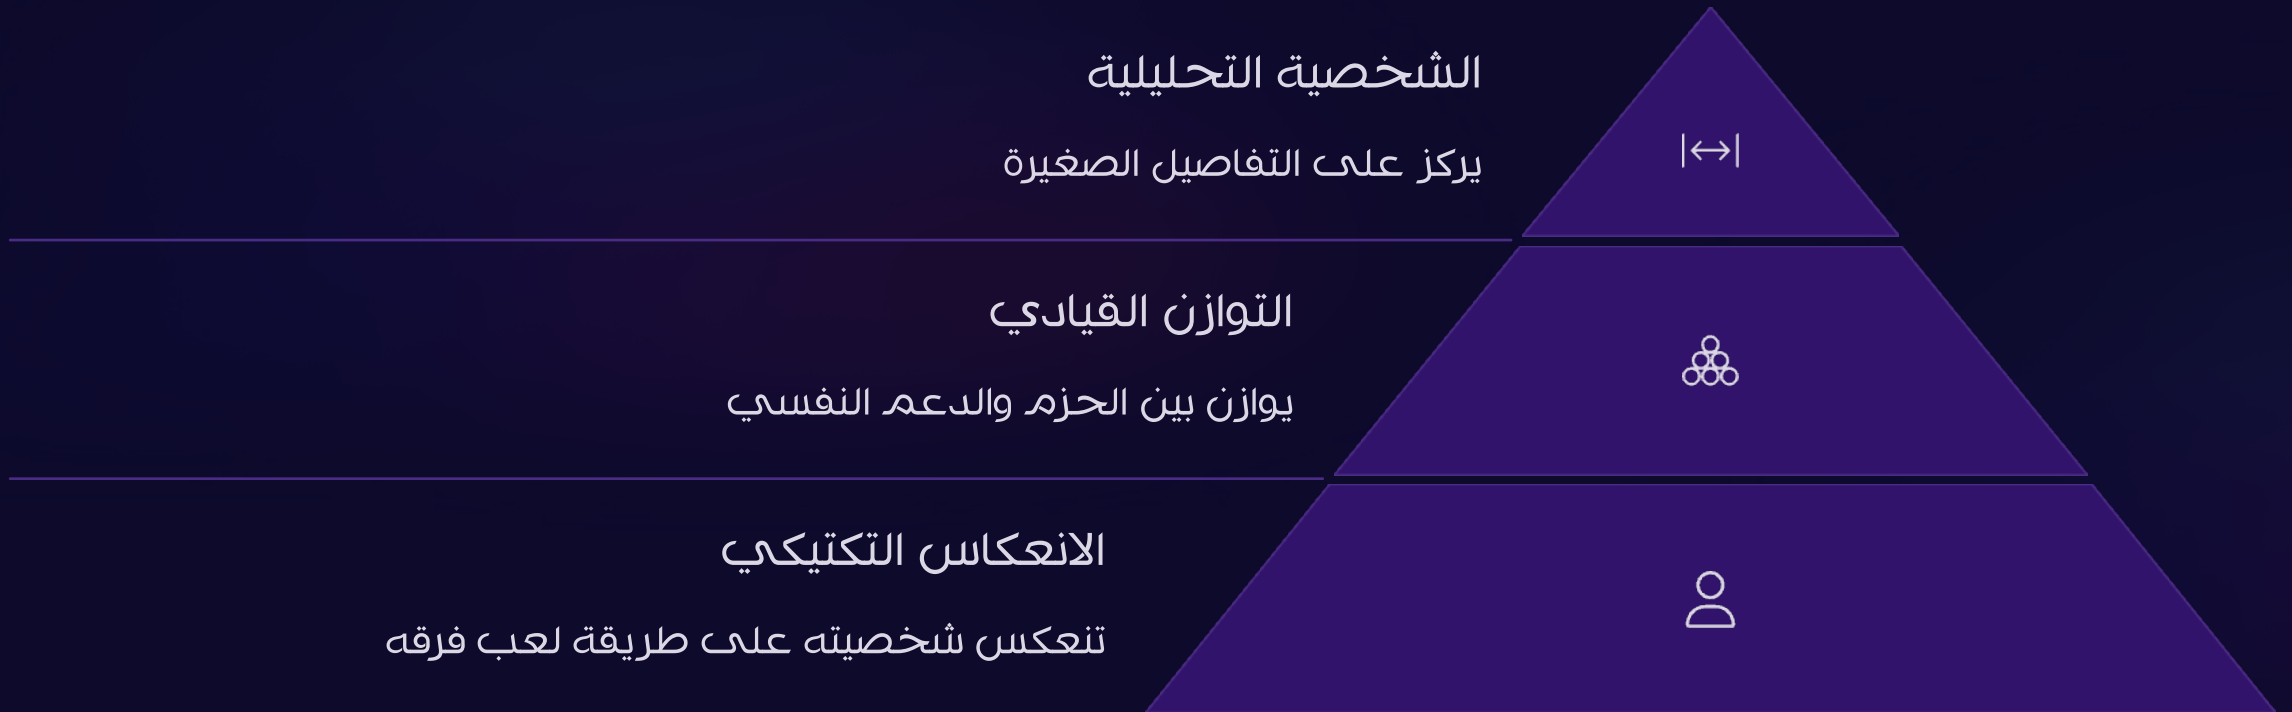 الشخصية التحليلية
يركز على التفاصيل الصغيرة
التوازن القيادي
يوازن بين الحزم والدعم النفسي
الانعكاس التكتيكي
تنعكس شخصيته على طريقة لعب فرقه